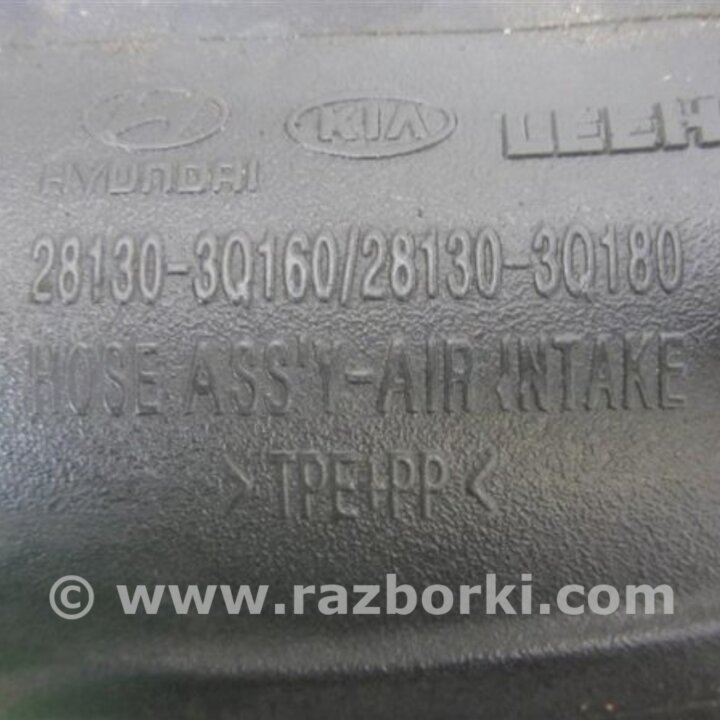 KIA
HYUNDAI
28130-3Q160/28130-3Q180
HOSE ASS'Y-AIR INTAKE
>TPE+PP<
© www.razborki.com